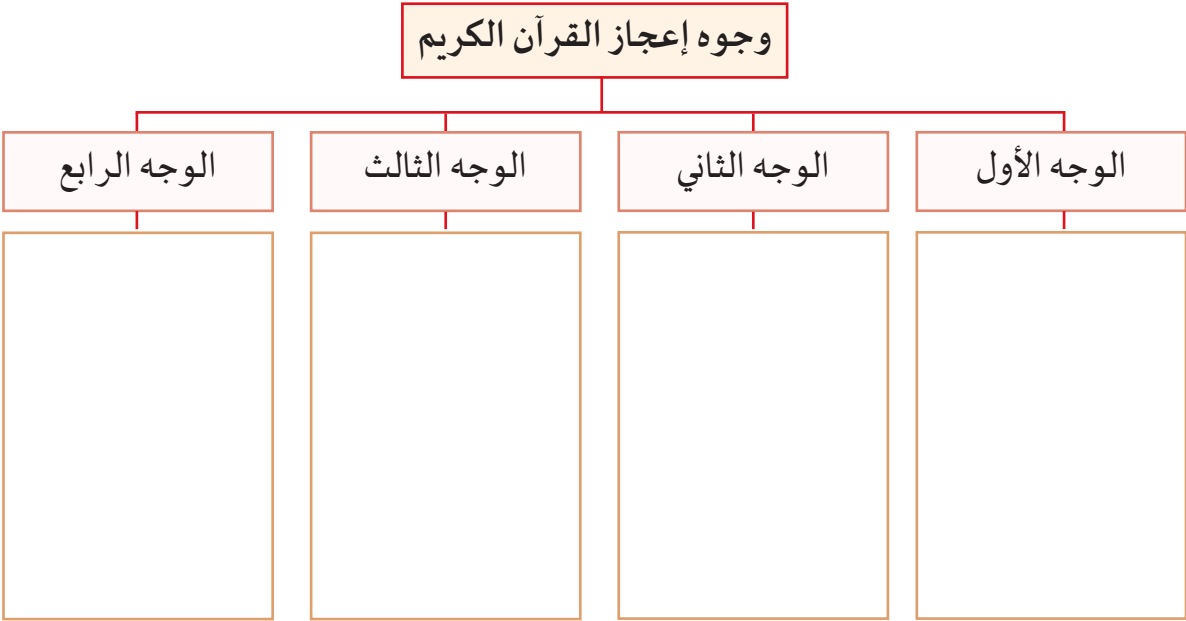 وجوه إعجاز القرآن الكريم
الوجه الأول
الوجه الثاني
الوجه الثالث
الوجه الرابع